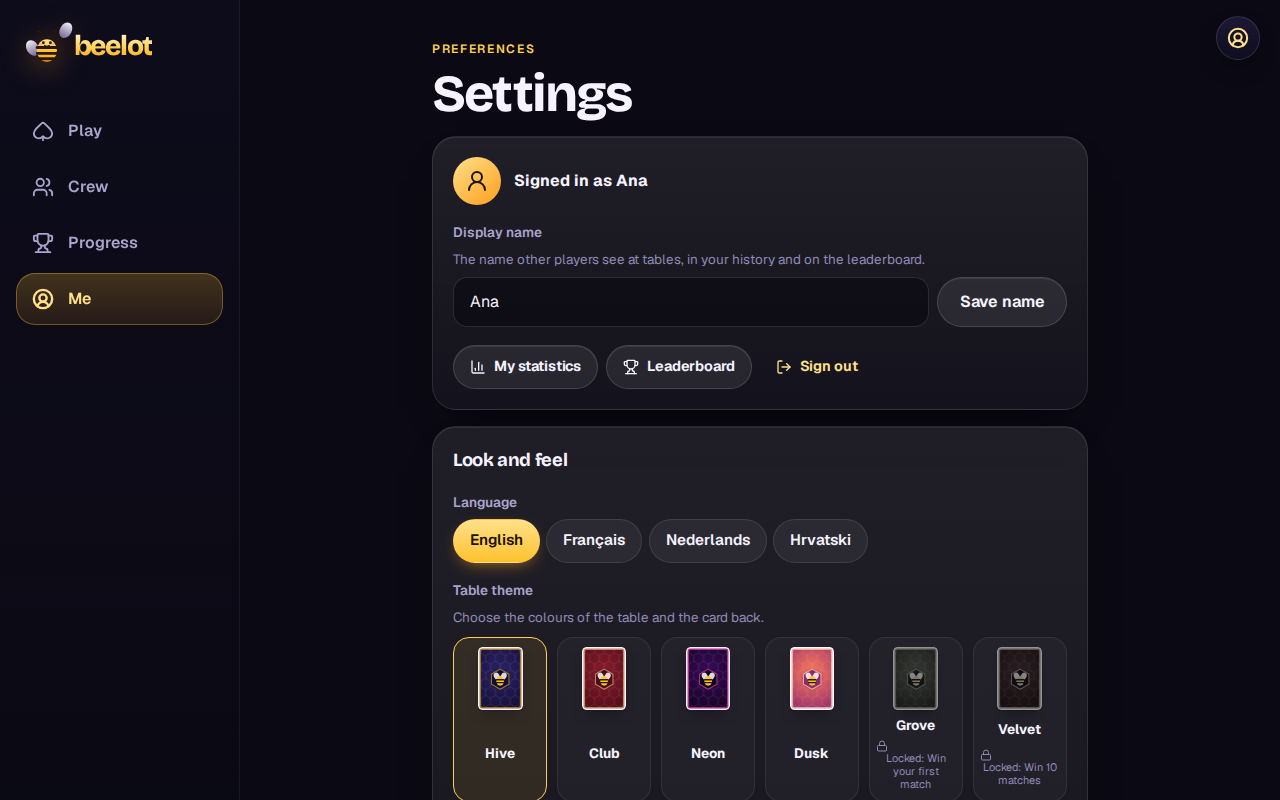 beelot
Play
Crew
Progress
Me
PREFERENCES
Settings
Signed in as Ana
Display name
The name other players see at tables, in your history and on the leaderboard.
Ana
Save name
My statistics
Leaderboard
Sign out
Look and feel
Language
English
Français
Nederlands
Hrvatski
Table theme
Choose the colours of the table and the card back.
Hive
Club
Neon
Dusk
Grove
Locked: Win
your first
match
Velvet
Locked: Win 10
matches